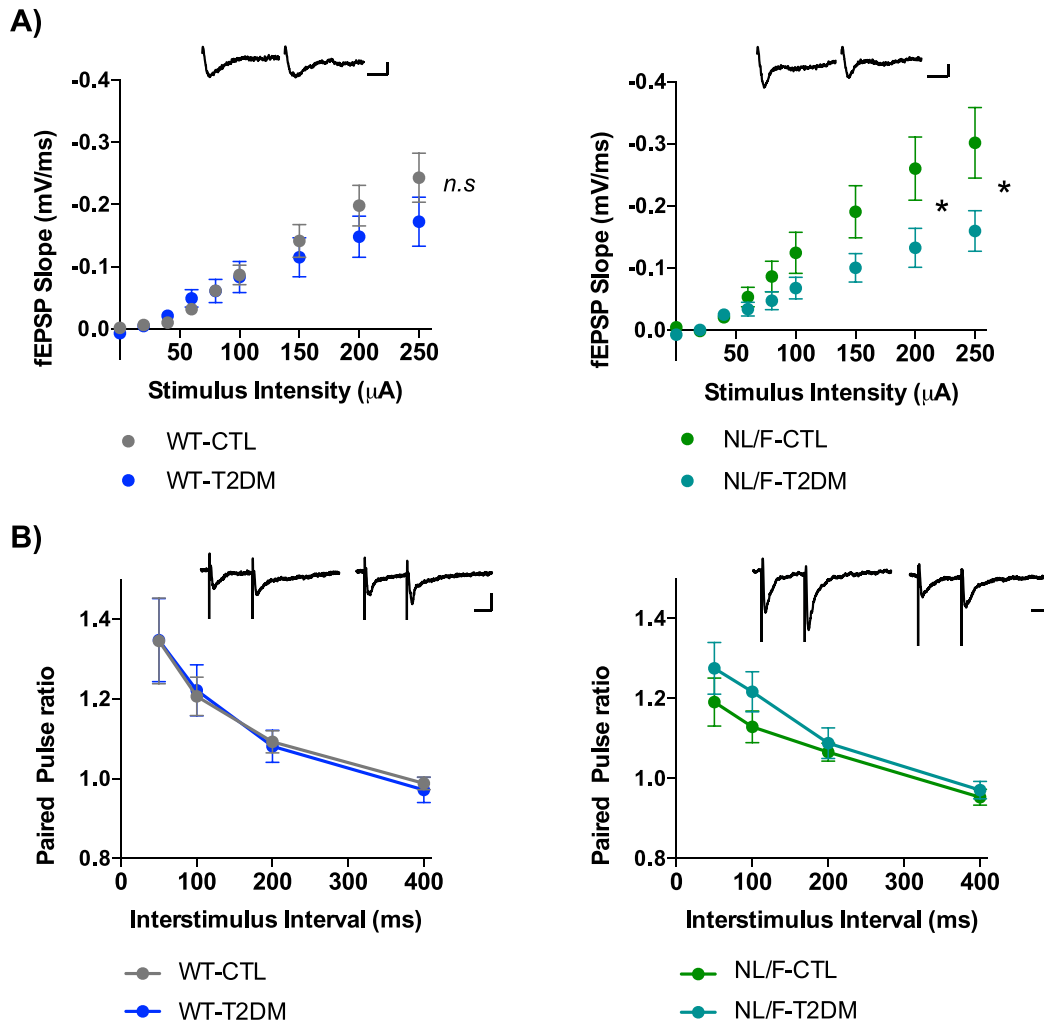 A)
-0.4
-0.3
-0.2
-0.1
0.0
fEPSP Slope (mV/ms)
n.s
50 100 150 200 250
Stimulus Intensity (µA)
WT-CTL
WT-T2DM
-0.4
-0.3
-0.2
-0.1
0.0
fEPSP Slope (mV/ms)
*
*
50 100 150 200 250
Stimulus Intensity (µA)
NL/F-CTL
NL/F-T2DM
B)
1.4
1.2
1.0
0.8
Paired Pulse ratio
0 100 200 300 400
Interstimulus Interval (ms)
WT-CTL
WT-T2DM
1.4
1.2
1.0
0.8
Paired Pulse ratio
0 100 200 300 400
Interstimulus Interval (ms)
NL/F-CTL
NL/F-T2DM